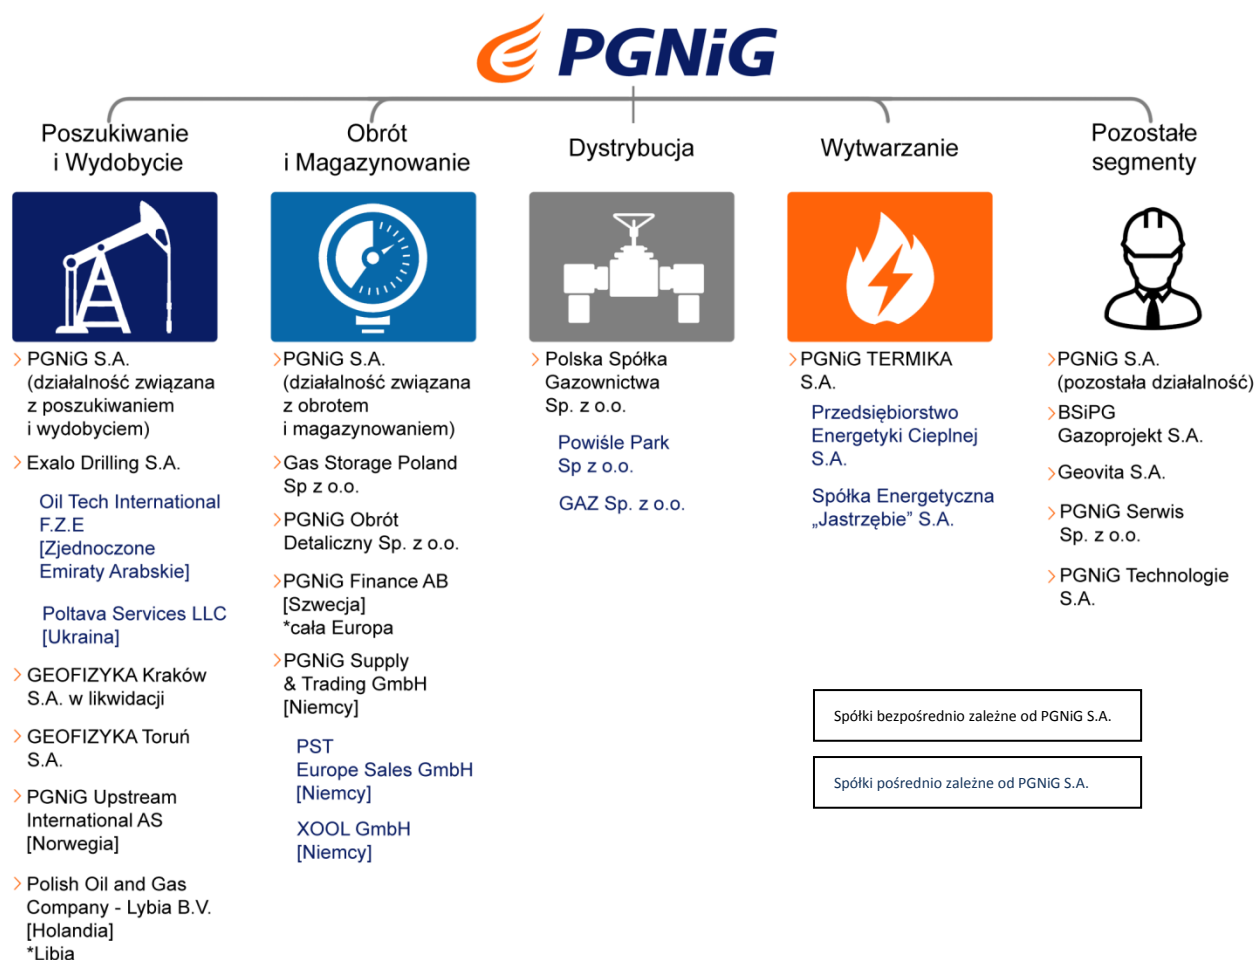 PGNiG
Poszukiwanie
i Wydobycie
PGNiG S.A.
(działalność związana
z poszukiwaniem
i wydobyciem)
Exalo Drilling S.A.
Oil Tech International
F.Z.E
[Zjednoczone
Emiraty Arabskie]
Poltava Services LLC
[Ukraina]
GEOFIZYKA Kraków
S.A. w likwidacji
GEOFIZYKA Toruń
S.A.
PGNiG Upstream
International AS
[Norwegia]
Polish Oil and Gas
Company - Lybia B.V.
[Holandia]
*Libia
Obrót
i Magazynowanie
PGNiG S.A.
(działalność związana
z obrotem
i magazynowaniem)
Gas Storage Poland
Sp z o.o.
PGNiG Obrót
Detaliczny Sp. z o.o.
PGNiG Finance AB
[Szwecja]
*cała Europa
PGNiG Supply
& Trading GmbH
[Niemcy]
PST
Europe Sales GmbH
[Niemcy]
XOOL GmbH
[Niemcy]
Dystrybucja
Polska Spółka
Gazownictwa
Sp. z o.o.
Powiśle Park
Sp z o.o.
GAZ Sp. z o.o.
Wytwarzanie
PGNiG TERMIKA
S.A.
Przedsiębiorstwo
Energetyki Cieplnej
S.A.
Spółka Energetyczna
„Jastrzębie” S.A.
Pozostałe
segmenty
PGNiG S.A.
(pozostała działalność)
BSiPG
Gazoprojekt S.A.
Geovita S.A.
PGNiG Serwis
Sp. z o.o.
PGNiG Technologie
S.A.
Spółki bezpośrednio zależne od PGNiG S.A.
Spółki pośrednio zależne od PGNiG S.A.